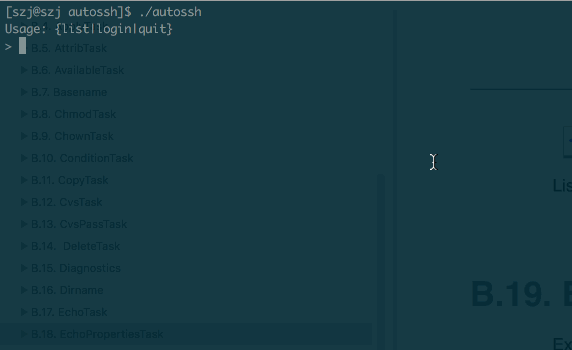 [szj@szj autossh]$ ./autossh
Usage: {list|login|quit}
>
B.5. AttribTask
B.6. AvailableTask
B.7. Basename
B.8. ChmodTask
B.9. ChownTask
B.10. ConditionTask
B.11. CopyTask
B.12. CvsTask
B.13. CvsPassTask
B.14. DeleteTask
B.15. Diagnostics
B.16. Dirname
B.17. EchoTask
B.18. EchoPropertiesTask
Lis
B.19. E
Ex